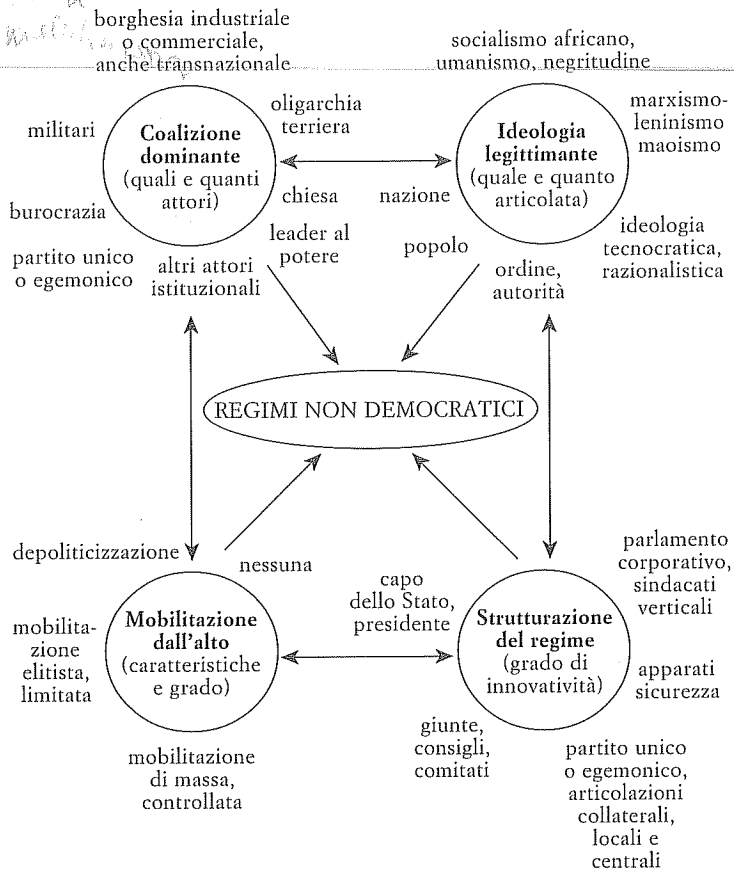 borghesia industriale
o commerciale,
anche transnazionale
socialismo africano,
umanismo, negritudine
militari
oligarchia
terriera
Coalizione
dominante
(quali e quanti
attori)
burocrazia
chiesa
partito unico
o egemonico
altri attori
istituzionali
leader al
potere
marxismo-
leninismo
maoismo
Ideologia
legittimante
(quale e quanto
articolata)
nazione
popolo
ordine,
autorità
ideologia
tecnocratica,
razionalistica
REGIMI NON DEMOCRATICI
depoliticizzazione
nessuna
Mobilitazione
dall'alto
(caratteristiche
e grado)
mobilita-
zione
elitista,
limitata
mobilitazione
di massa,
controllata
capo
dello Stato,
presidente
parlamento
corporativo,
sindacati
verticali
Strutturazione
del regime
(grado di
innovatività)
apparati
sicurezza
giunte,
consigli,
comitati
partito unico
o egemonico,
articolazioni
collaterali,
locali e
centrali